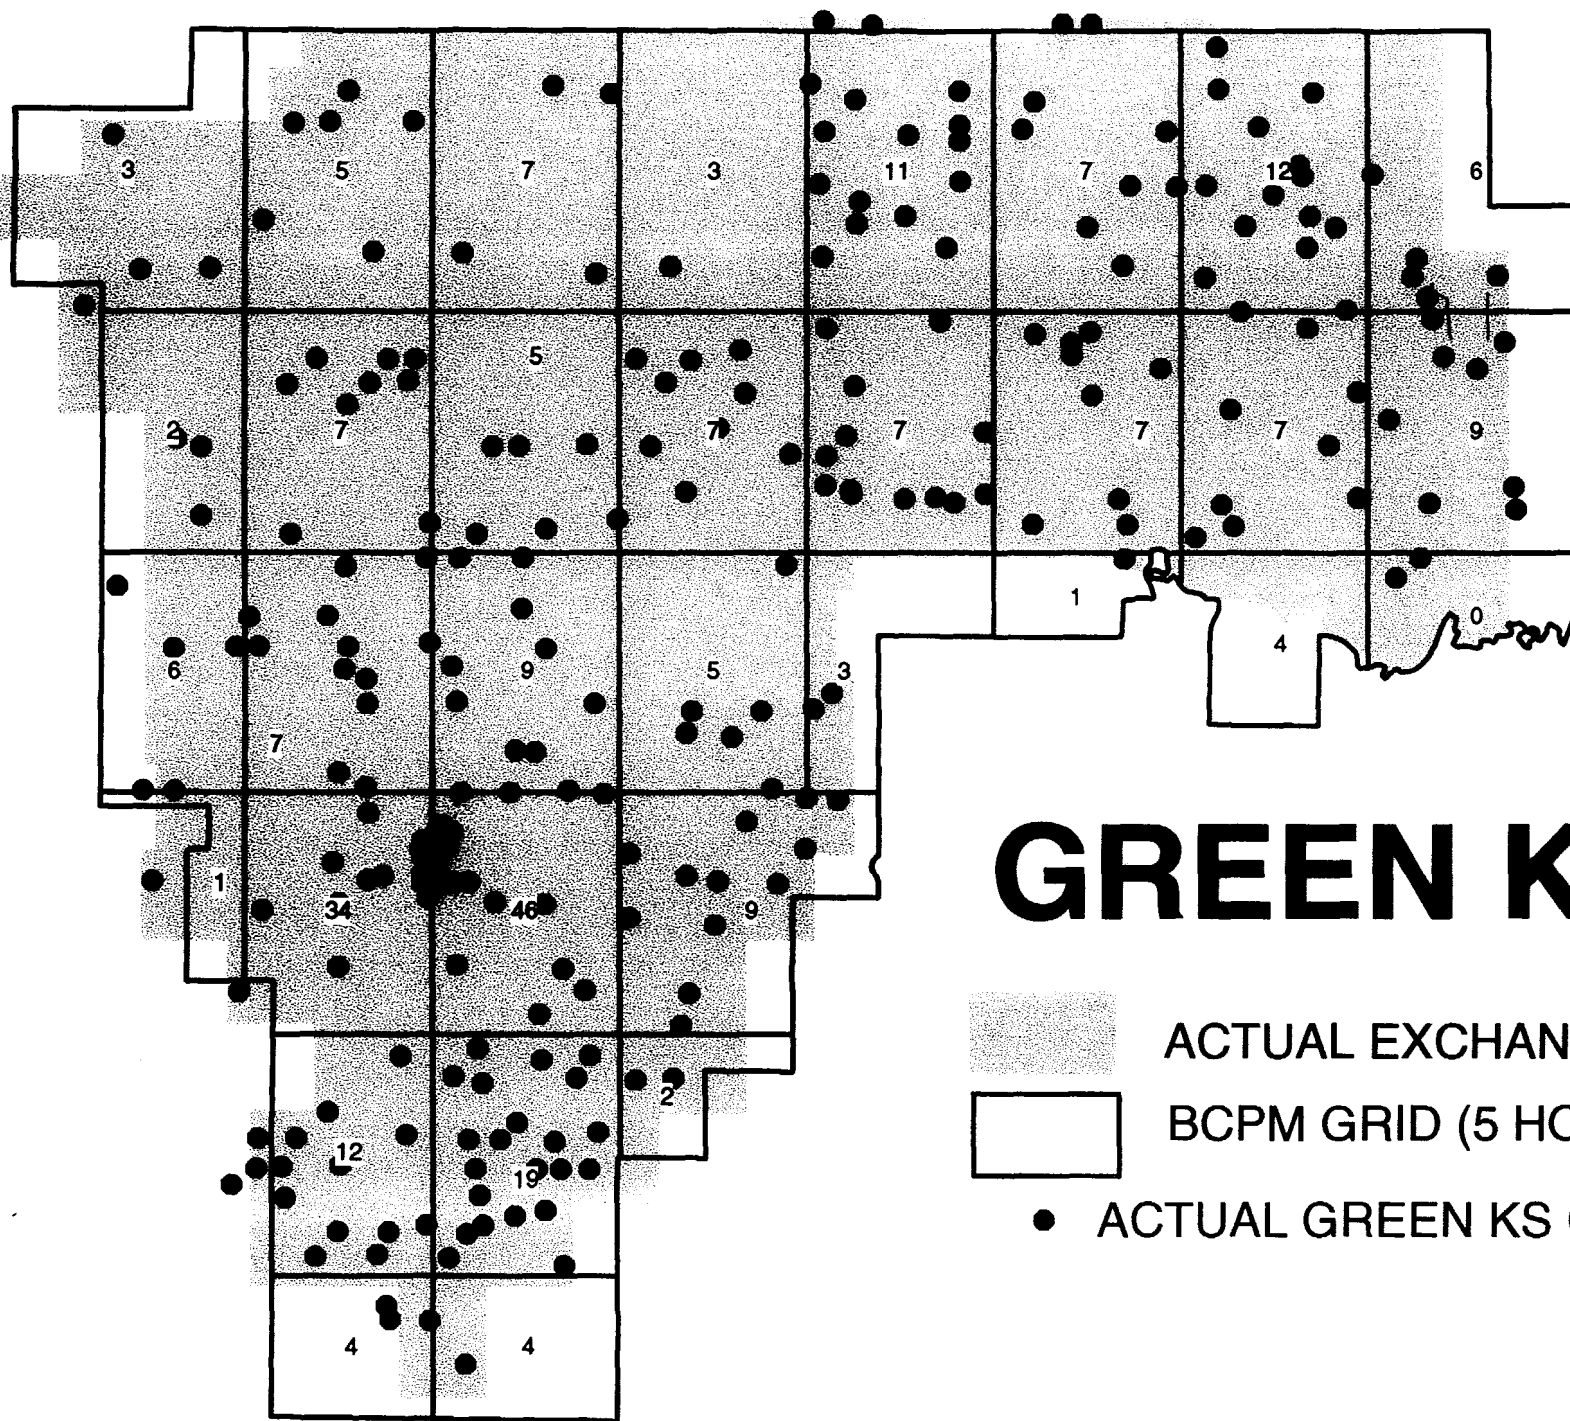 3 5 7 3 11 7 12 6
5
2 7 7 7 7 7 9
1
4 0
6 9 5 3
7
1 34 46 9
2
12 19
4 4
GREEN K
ACTUAL EXCHAN
BCPM GRID (5 HO
ACTUAL GREEN KS